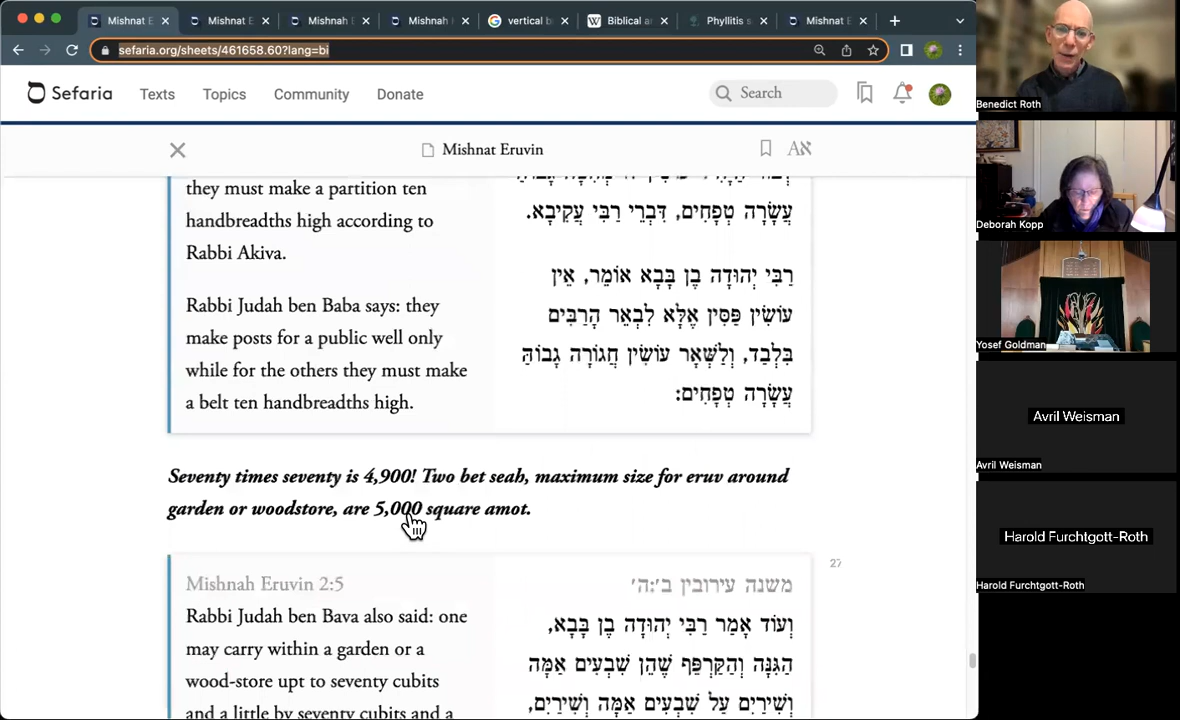 Mishnat E
Mishnat E
Mishnah E
Mishnah
vertical b
Biblical a
Phyllitis s
Mishnat E
sefaria.org/sheets/461658.60?lang=bi
Sefaria
Texts
Topics
Community
Donate
Search
Mishnat Eruvin
they must make a partition ten
handbreadths high according to
Rabbi Akiva.
עֲשָׂרָה טְפָחִים, דִּבְרֵי רַבִּי עֲקִיבָא.
Rabbi Judah ben Baba says: they
make posts for a public well only
while for the others they must make
a belt ten handbreadths high.
רַבִּי יְהוּדָה בֶן בָּבָא אוֹמֵר, אֵין
עוֹשִׂין פַּסִּין אֶלָּא לִבְאֵר הָרַבִּים
בִּלְבַד, וְלַשְּׁאָר עוֹשִׂין חֲגוֹרָה גָבוֹהַּ
עֲשָׂרָה טְפָחִים:
Seventy times seventy is 4,900! Two bet seah, maximum size for eruv around
garden or woodstore, are 5,000 square amot.
27
Mishnah Eruvin 2:5
Rabbi Judah ben Bava also said: one
may carry within a garden or a
wood-store upt to seventy cubits
and a little by seventy cubits and a
משנה עירובין ב׳:ה׳
וְעוֹד אָמַר רַבִּי יְהוּדָה בֶן בָּבָא,
הַגִּנָּה וְהַקַּרְפֵּף שֶׁהֵן שִׁבְעִים אַמָּה
וְשִׁירַיִם עַל שִׁבְעִים אַמָּה וְשִׁירַיִם,
Benedict Roth
Deborah Kopp
Yosef Goldman
Avril Weisman
Avril Weisman
Harold Furchtgott-Roth
Harold Furchtgott-Roth